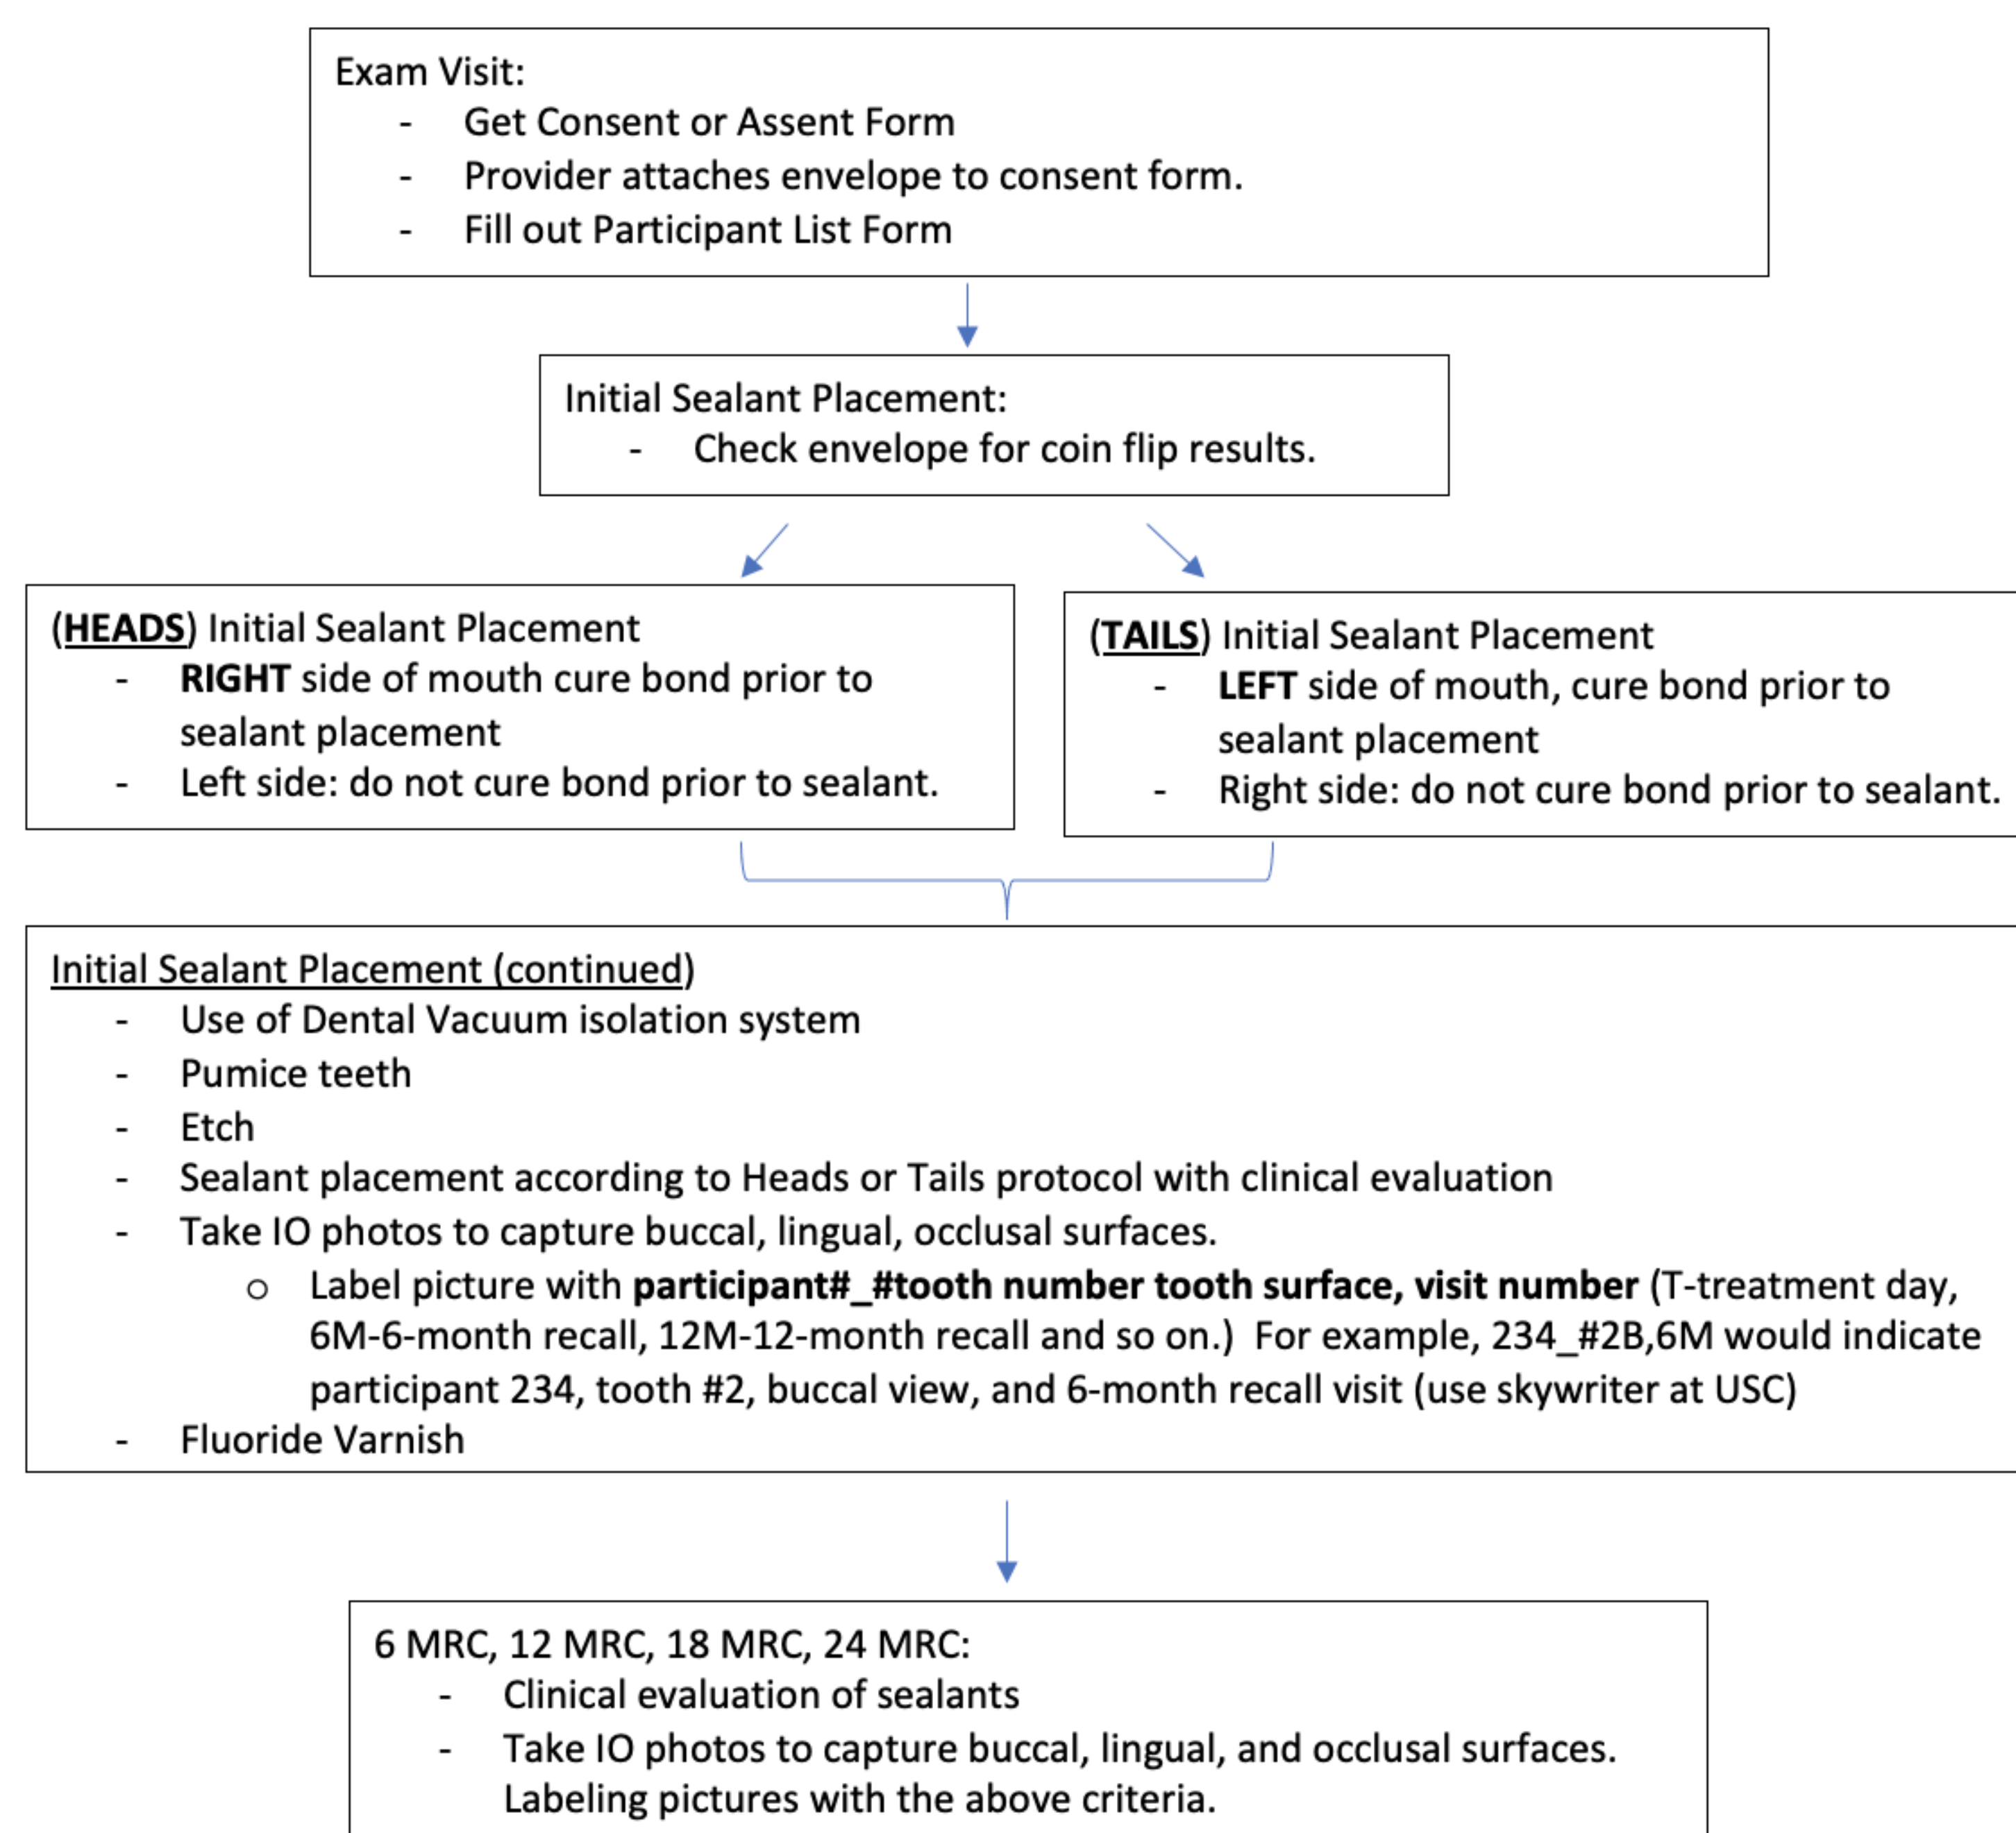 Exam Visit:
- Get Consent or Assent Form
- Provider attaches envelope to consent form.
- Fill out Participant List Form
Initial Sealant Placement:
- Check envelope for coin flip results.
(HEADS) Initial Sealant Placement
- RIGHT side of mouth cure bond prior to
sealant placement
- Left side: do not cure bond prior to sealant.
(TAILS) Initial Sealant Placement
- LEFT side of mouth, cure bond prior to
sealant placement
- Right side: do not cure bond prior to sealant.
Initial Sealant Placement (continued)
- Use of Dental Vacuum isolation system
- Pumice teeth
- Etch
- Sealant placement according to Heads or Tails protocol with clinical evaluation
- Take IO photos to capture buccal, lingual, occlusal surfaces.
o Label picture with participant#_#tooth number tooth surface, visit number (T-treatment day,
6M-6-month recall, 12M-12-month recall and so on.) For example, 234_#2B,6M would indicate
participant 234, tooth #2, buccal view, and 6-month recall visit (use skywriter at USC)
- Fluoride Varnish
6 MRC, 12 MRC, 18 MRC, 24 MRC:
- Clinical evaluation of sealants
- Take IO photos to capture buccal, lingual, and occlusal surfaces.
Labeling pictures with the above criteria.